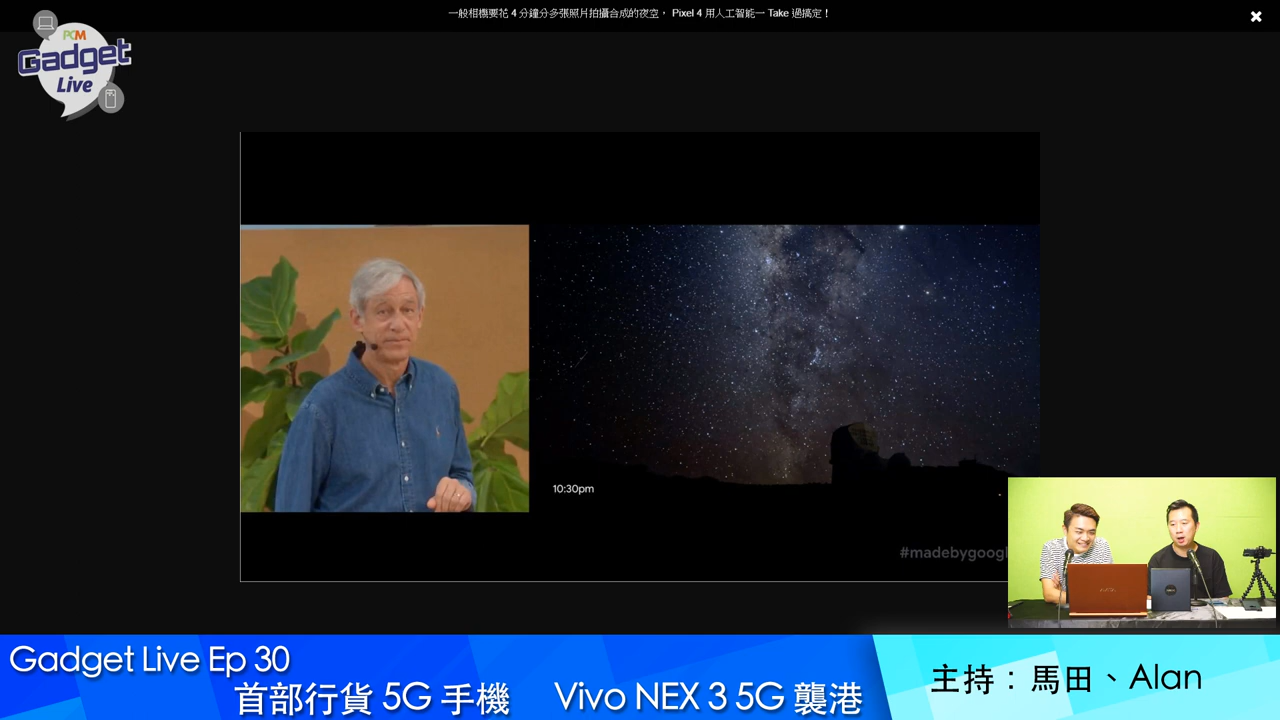 一般相機要花 4 分鐘分多張照片拍攝合成的夜空， Pixel 4 用人工智能一 Take 過搞定！
PCM
Gadget
Live
10:30pm
#madebygoogl
Gadget Live Ep 30
首部行貨 5G 手機 Vivo NEX 3 5G 襲港
主持：馬田、Alan